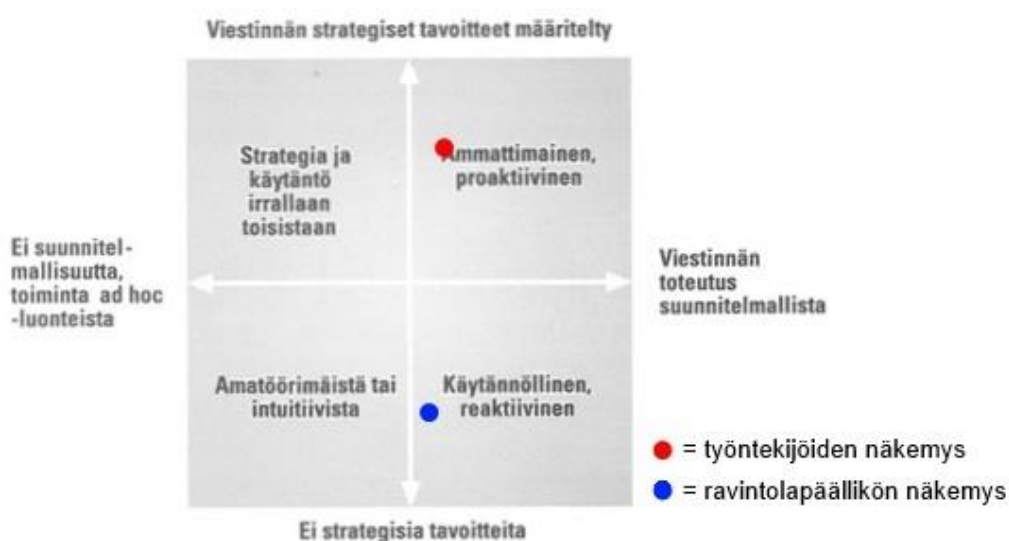 Viestinnän strategiset tavoitteet määritelty
Strategia ja
käytäntö
irrallaan
toisistaan
Ammattimainen,
proaktiivinen
Ei suunnitel-
mallisuutta,
toiminta ad hoc
-luonteista
Viestinnän
toteutus
suunnitelmallista
Amatöörimäistä tai
intuitiivista
Käytännöllinen,
reaktiivinen
= työntekijöiden näkemys
= ravintolapäällikön näkemys
Ei strategisia tavoitteita